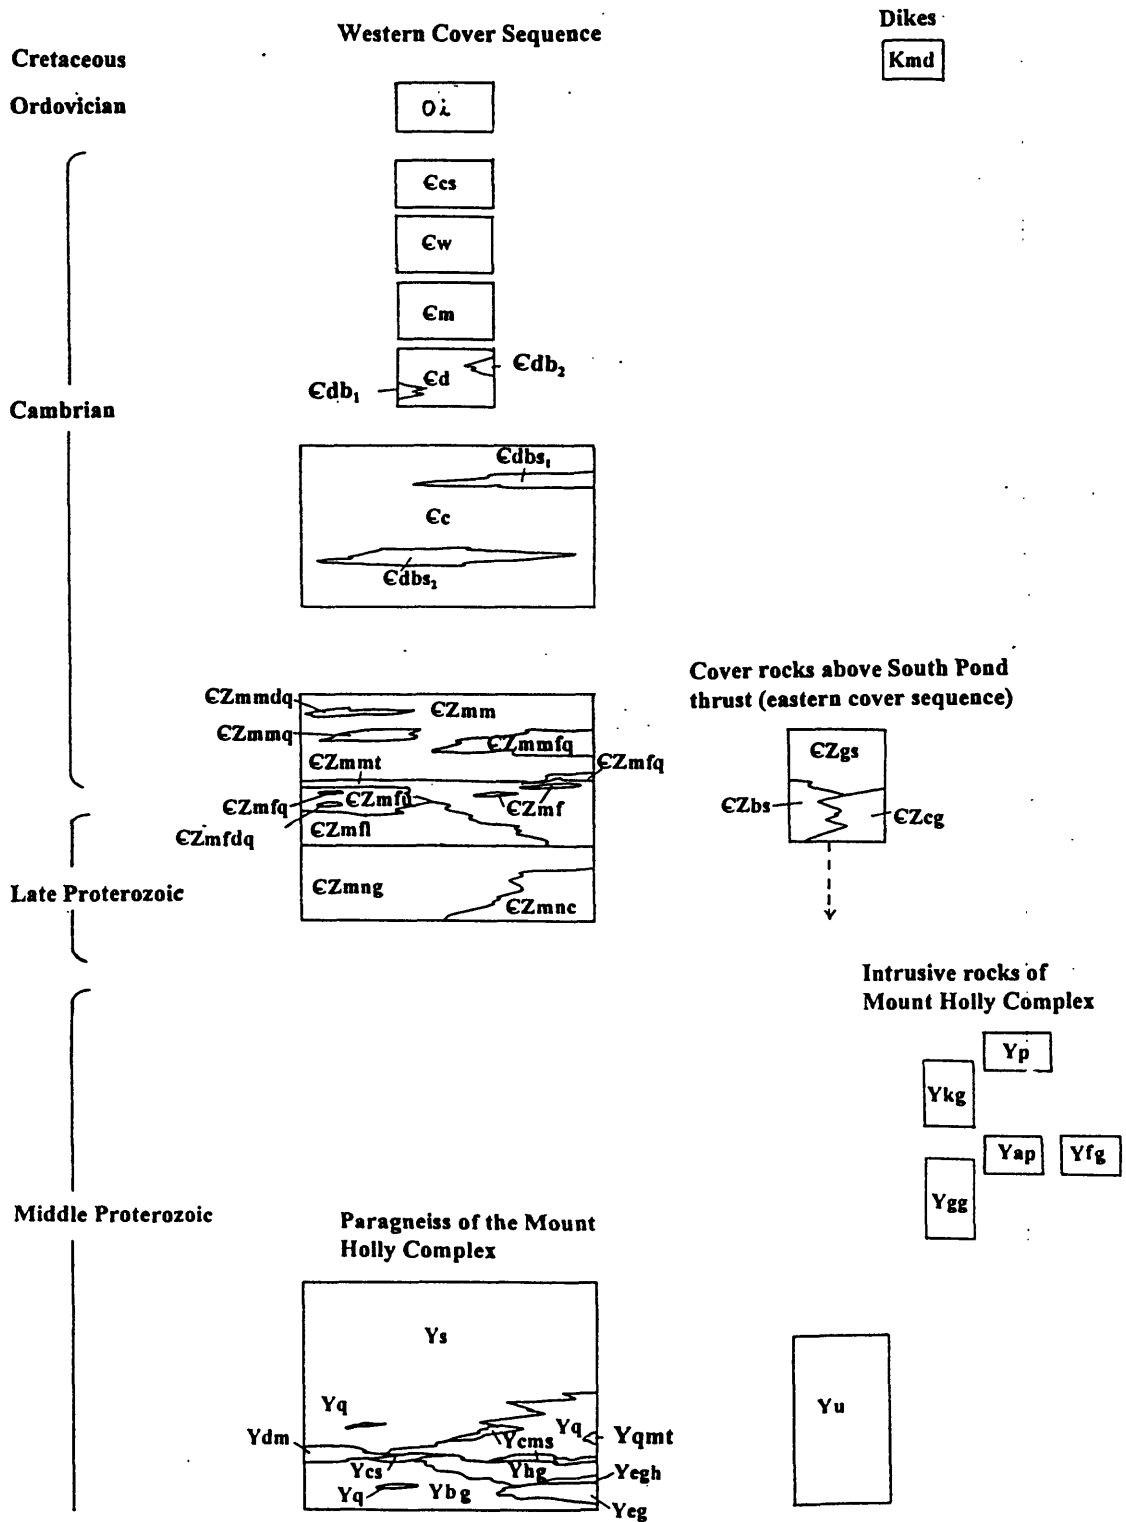 Dikes
Western Cover Sequence
Cretaceous
Kmd
Ordovician
Oi
Єcs
Єw
Єm
Єd
Єdb₂
Єdb₁
Cambrian
Єdbs₁
Єc
Єdbs₂
Cover rocks above South Pond
thrust (eastern cover sequence)
ЄZmmdq
ЄZmm
ЄZmmq
ЄZmmfq
ЄZgs
ЄZmmt
ЄZmfq
ЄZmfq
ЄZmfd
ЄZmf
ЄZbs
ЄZcg
ЄZmfdq
ЄZmfl
Late Proterozoic
ЄZmng
ЄZmnc
Intrusive rocks of
Mount Holly Complex
Yp
Ykg
Yap
Yfg
Ygg
Middle Proterozoic
Paragneiss of the Mount
Holly Complex
Ys
Yq
Yu
Ydm
Ycms
Yq
Yqmt
Ycs
Yhg
Yegh
Yq
Ybg
Yeg